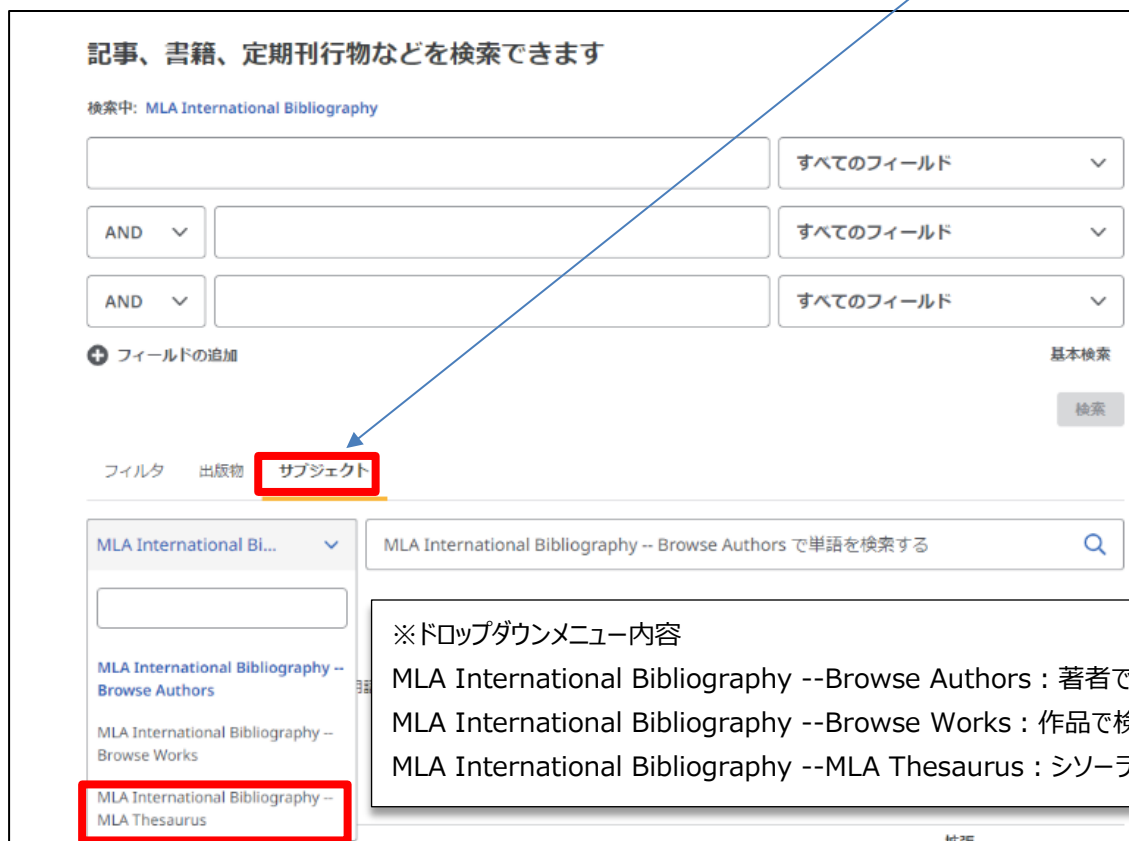 記事、書籍、定期刊行物などを検索できます
検索中: MLA International Bibliography
すべてのフィールド
AND
すべてのフィールド
AND
すべてのフィールド
フィールドの追加
基本検索
検索
フィルタ 出版物 サブジェクト
MLA International Bi... MLA International Bibliography -- Browse Authors で単語を検索する
MLA International Bibliography --
Browse Authors
MLA International Bibliography --
Browse Works
MLA International Bibliography --
MLA Thesaurus
※ドロップダウンメニュー内容
MLA International Bibliography --Browse Authors：著者で
MLA International Bibliography --Browse Works：作品で検
MLA International Bibliography --MLA Thesaurus：シソーラ